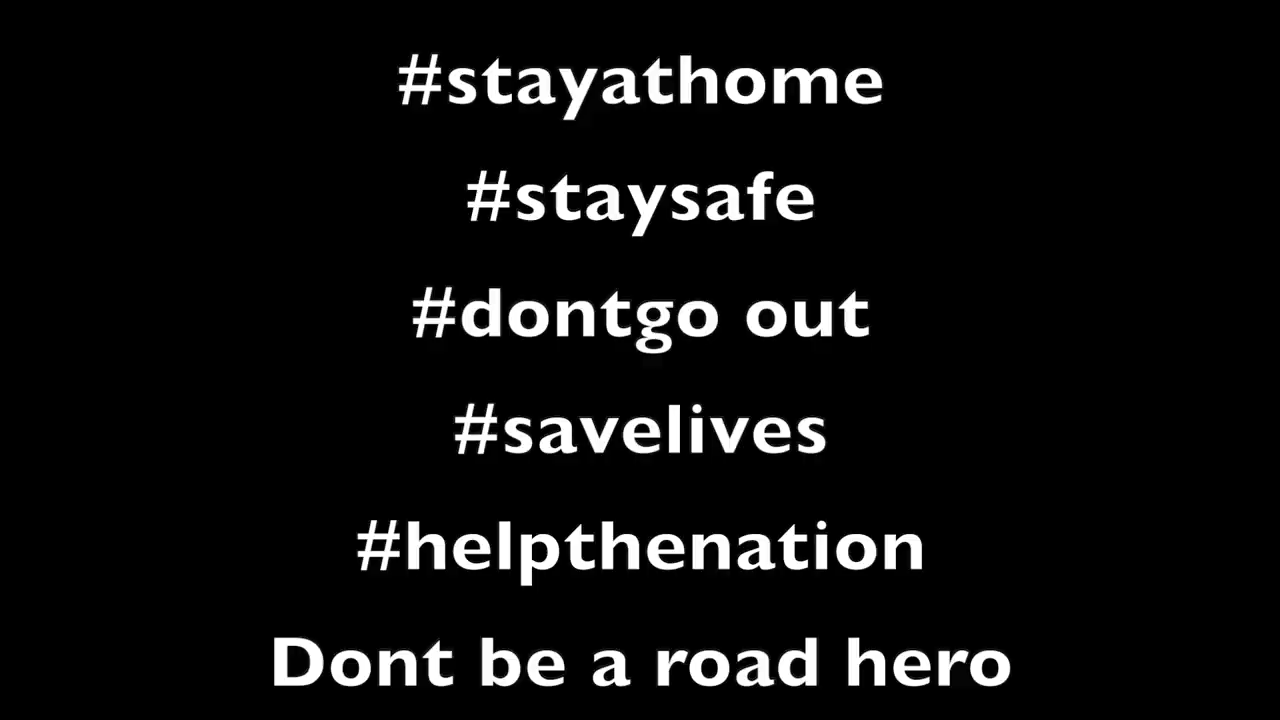 #stayathome
#staysafe
#dontgo out
#savelives
#helpthenation
Dont be a road hero